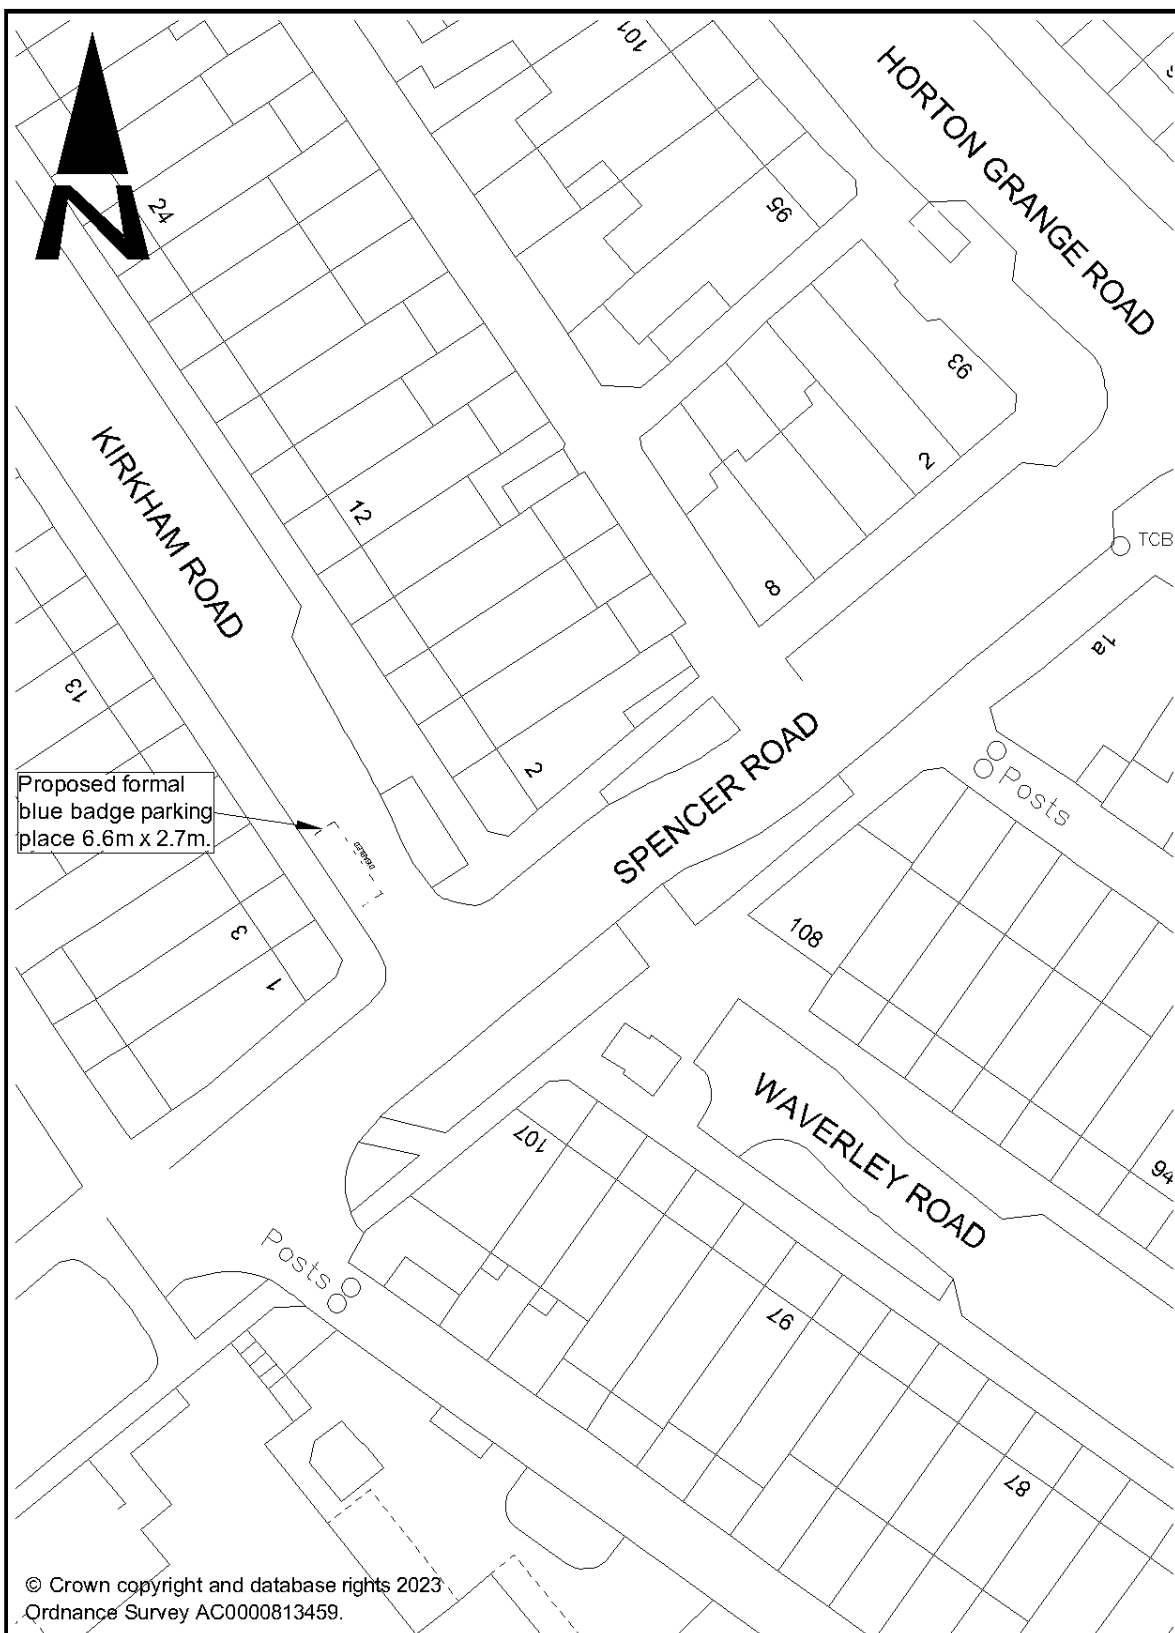 101
HORTON GRANGE ROAD
N
24
95
93
KIRKHAM ROAD
2
12
TCB
8
1a
13
2
SPENCER ROAD
Posts
Proposed formal
blue badge parking
place 6.6m x 2.7m.
DISABLED
108
3
1
WAVERLEY ROAD
107
94
Posts
97
87
© Crown copyright and database rights 2023
Ordnance Survey AC0000813459.